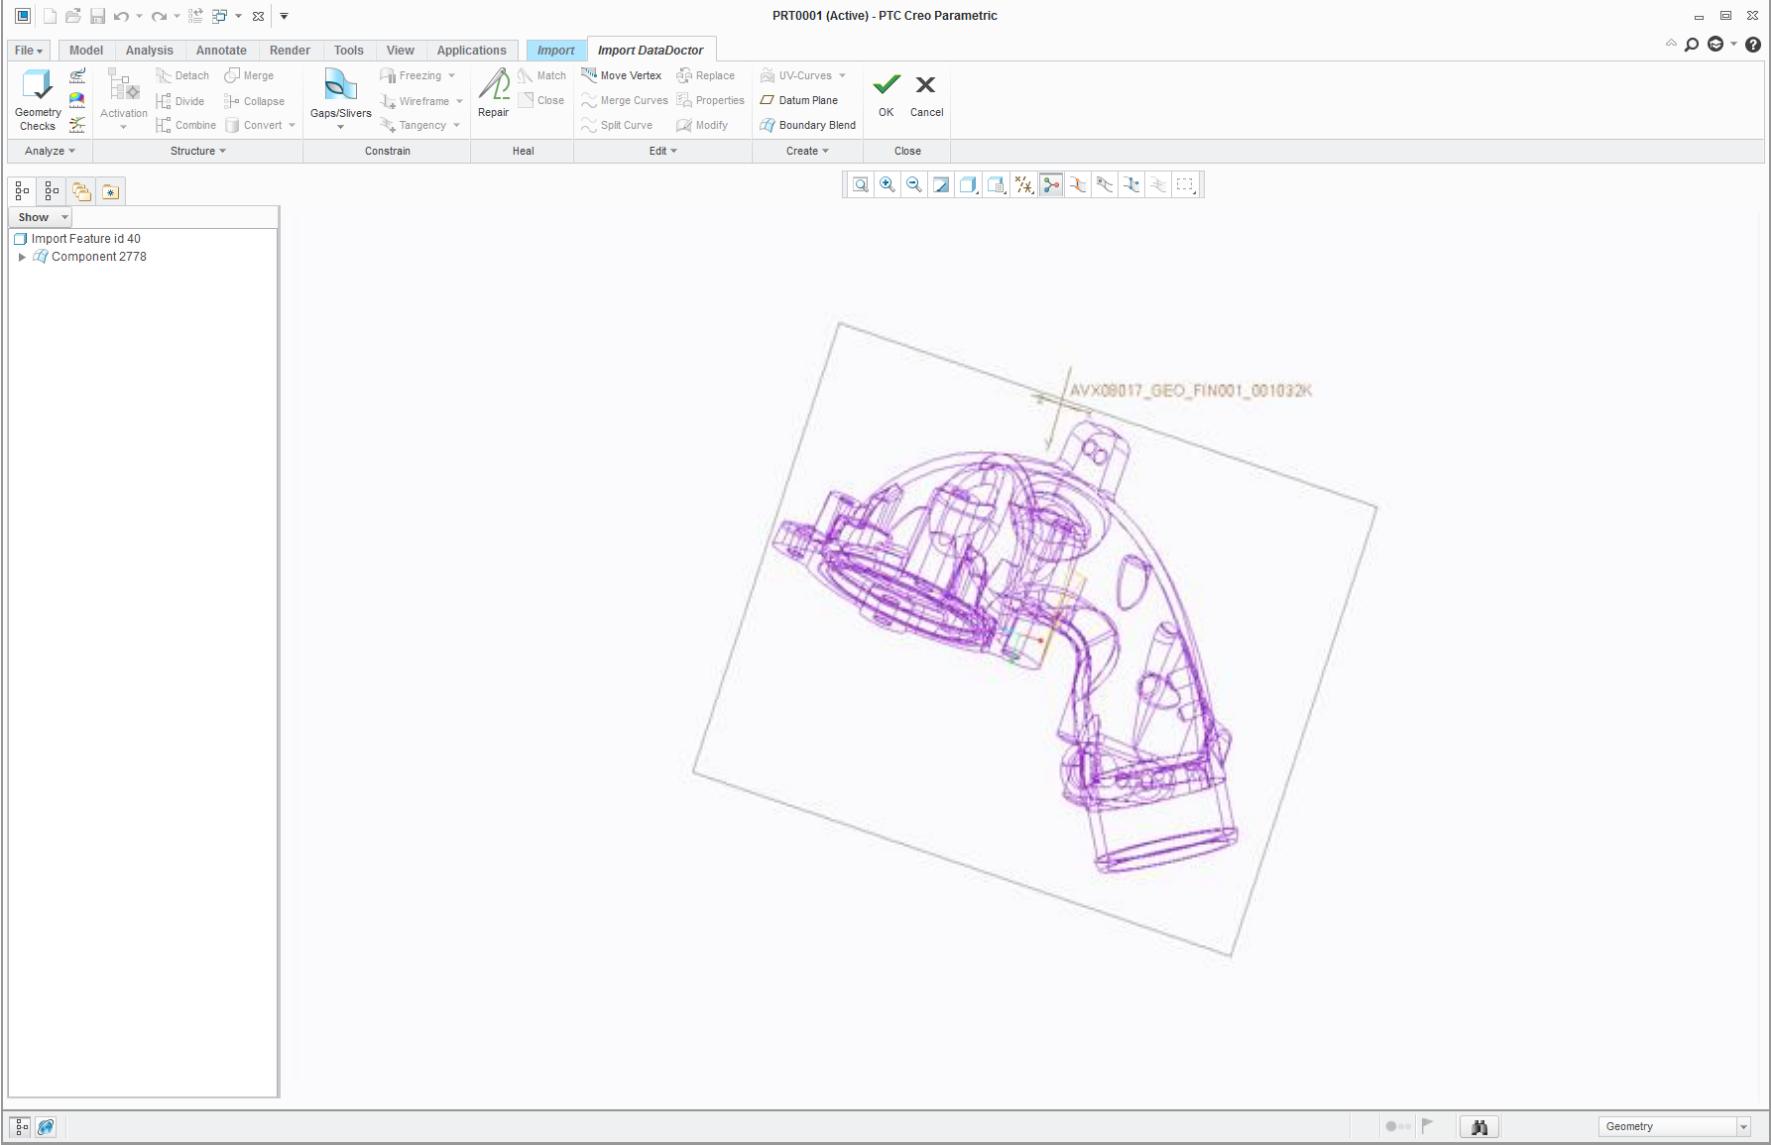 PRT0001 (Active) - PTC Creo Parametric
File Model Analysis Annotate Render Tools View Applications Import Import DataDoctor
Detach Merge Freezing Match Move Vertex Replace UV-Curves
Divide Collapse Wireframe Close Merge Curves Properties Datum Plane
Geometry Checks Activation Gaps/Slivers Repair OK Cancel
Combine Convert Tangency Split Curve Modify Boundary Blend
Analyze Structure Constrain Heal Edit Create Close
Show
Import Feature id 40
Component 2778
AVX08017_GEO_FIN001_001032K
Geometry